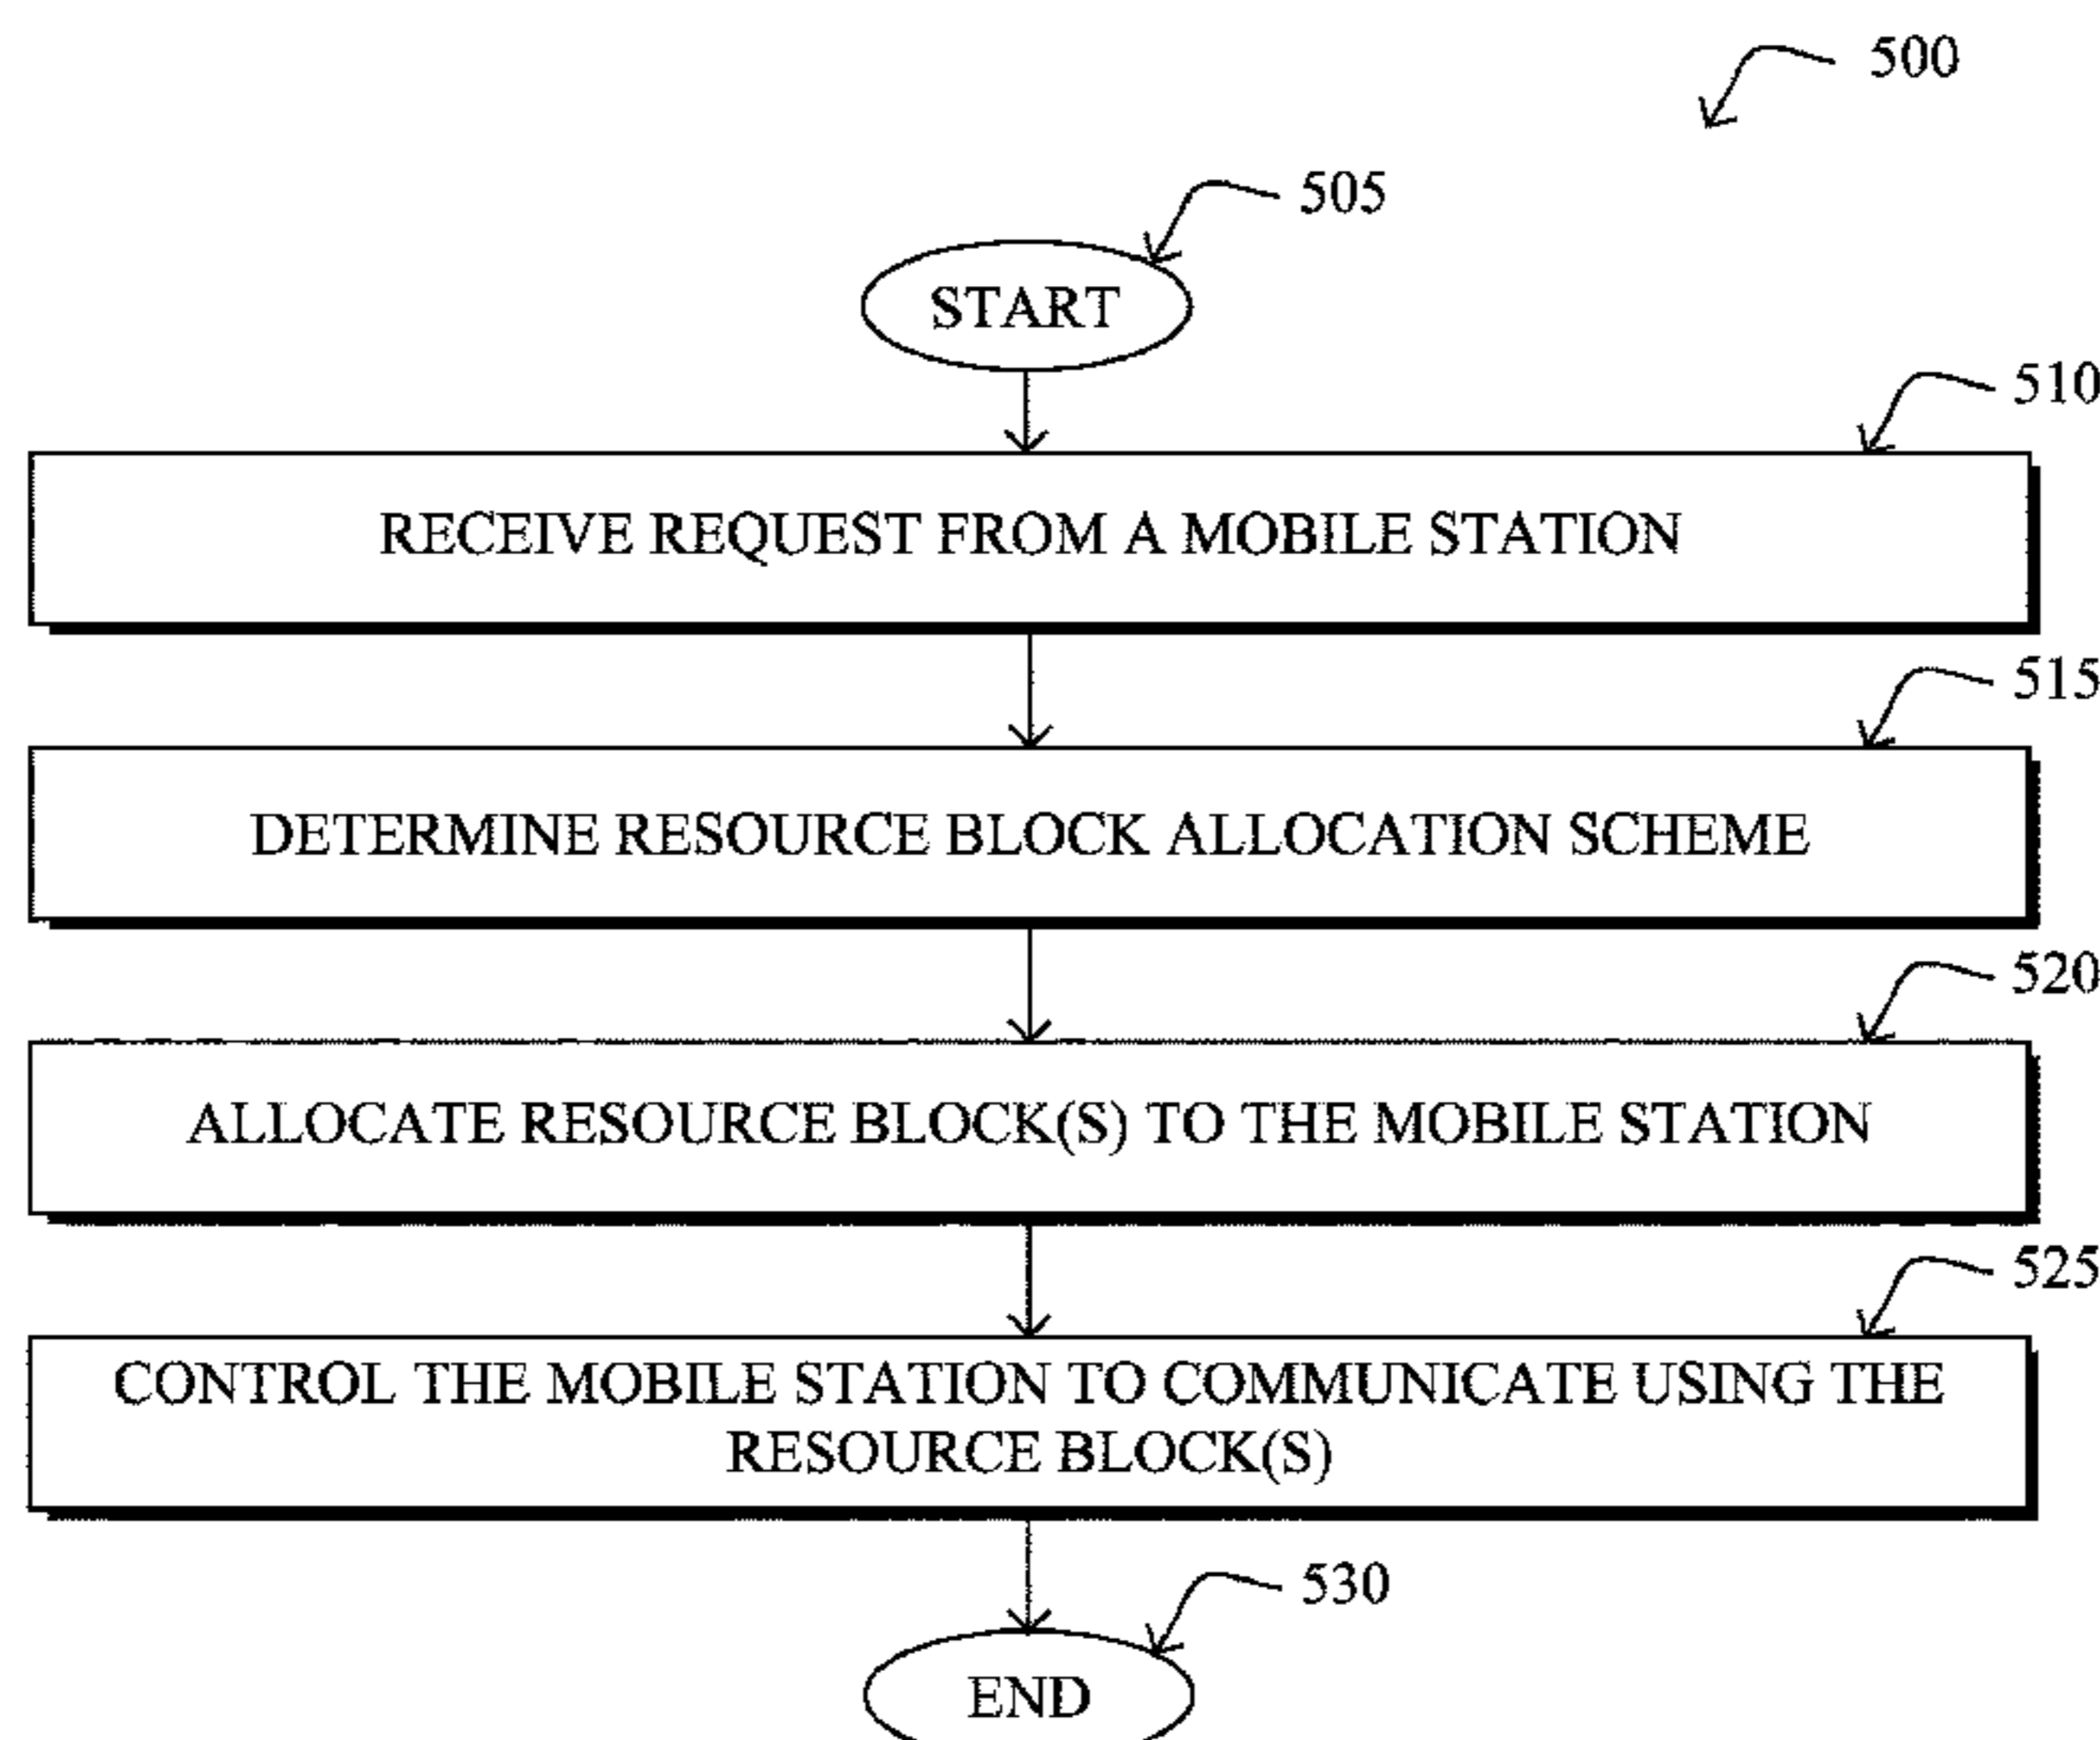 500
505
START
510
RECEIVE REQUEST FROM A MOBILE STATION
515
DETERMINE RESOURCE BLOCK ALLOCATION SCHEME
520
ALLOCATE RESOURCE BLOCK(S) TO THE MOBILE STATION
525
CONTROL THE MOBILE STATION TO COMMUNICATE USING THE
RESOURCE BLOCK(S)
530
END